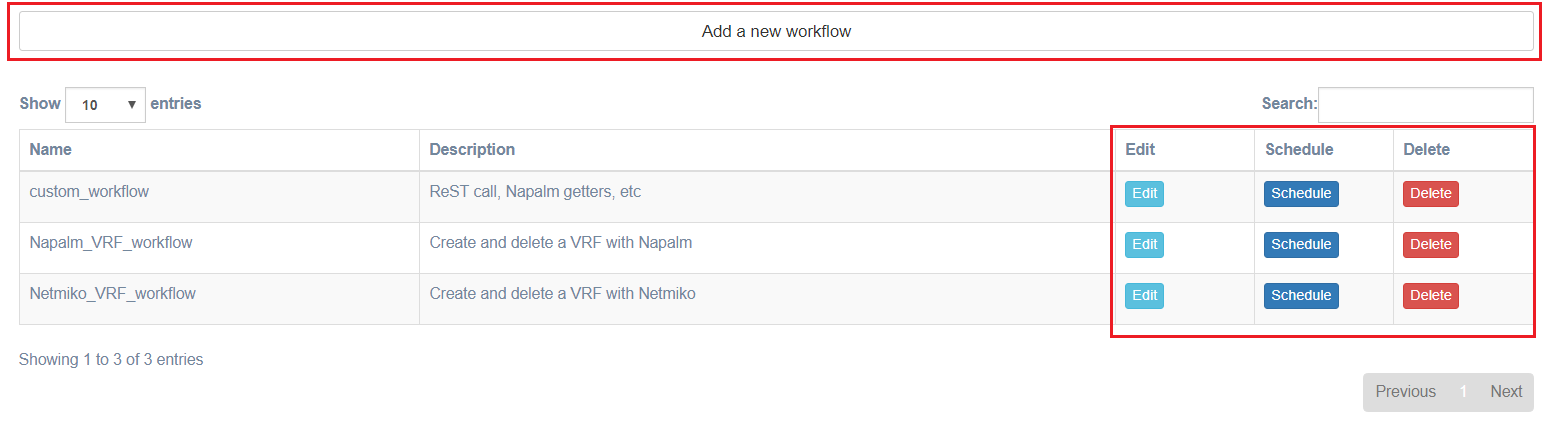 Add a new workflow
Show 10 entries Search:
Name Description Edit Schedule Delete
custom_workflow ReST call, Napalm getters, etc Edit Schedule Delete
Napalm_VRF_workflow Create and delete a VRF with Napalm Edit Schedule Delete
Netmiko_VRF_workflow Create and delete a VRF with Netmiko Edit Schedule Delete
Showing 1 to 3 of 3 entries
Previous 1 Next